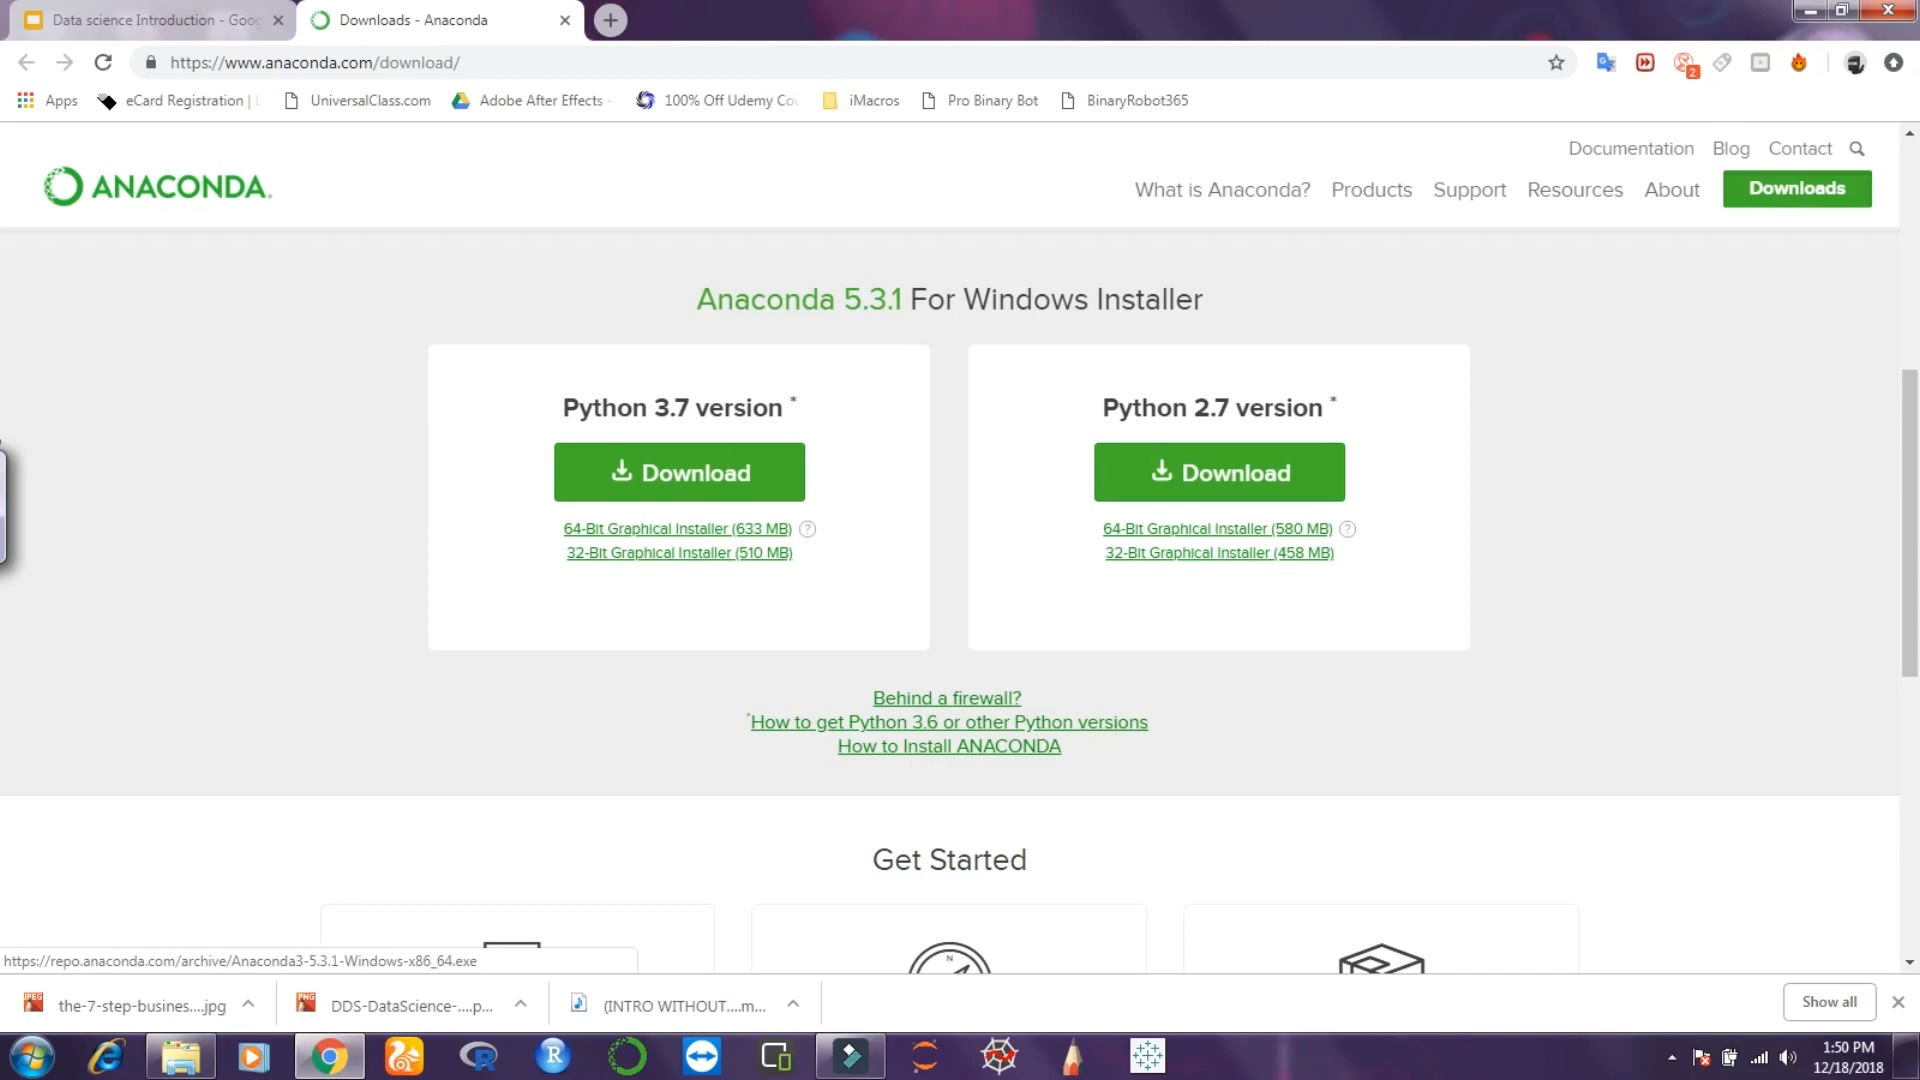 Data science Introduction - Goog
Downloads - Anaconda
https://www.anaconda.com/download/
2
Apps
eCard Registration |
UniversalClass.com
Adobe After Effects -
100% Off Udemy Cou
iMacros
Pro Binary Bot
BinaryRobot365
Documentation Blog Contact
ANACONDA.
What is Anaconda? Products Support Resources About Downloads
Anaconda 5.3.1 For Windows Installer
Python 3.7 version *
Download
64-Bit Graphical Installer (633 MB) ?
32-Bit Graphical Installer (510 MB)
Python 2.7 version *
Download
64-Bit Graphical Installer (580 MB) ?
32-Bit Graphical Installer (458 MB)
Behind a firewall?
*How to get Python 3.6 or other Python versions
How to Install ANACONDA
Get Started
N
https://repo.anaconda.com/archive/Anaconda3-5.3.1-Windows-x86_64.exe
JPEG
the-7-step-busines....jpg
PNG
DDS-DataScience-....p...
(INTRO WITHOUT....m...
Show all
R
R
1:50 PM
12/18/2018